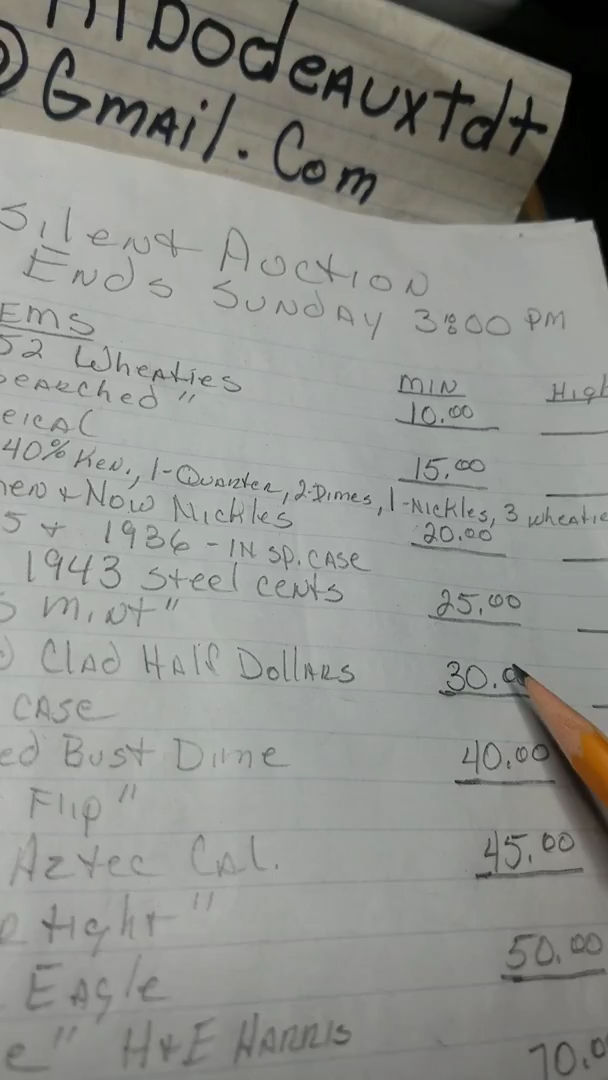 mbodeauxtdt
@Gmail.Com
Silent Auction
Ends Sunday 3:00 PM
EMS
MIN High
52 Wheaties
10.00
searched"
40% Ken., 1-Quarter, 2-Dimes, 1-Nickles, 3 wheatie
15.00
hen & Now Nickles
5 & 1936 - IN sp. case
20.00
1943 Steel cents
S mint"
25.00
Clad Half Dollars
30.0
case
ed Bust Dime
40.00
Flip"
Aztec Cal.
45.00
tight"
Eagle
50.00
e" H&E Harris
70.0